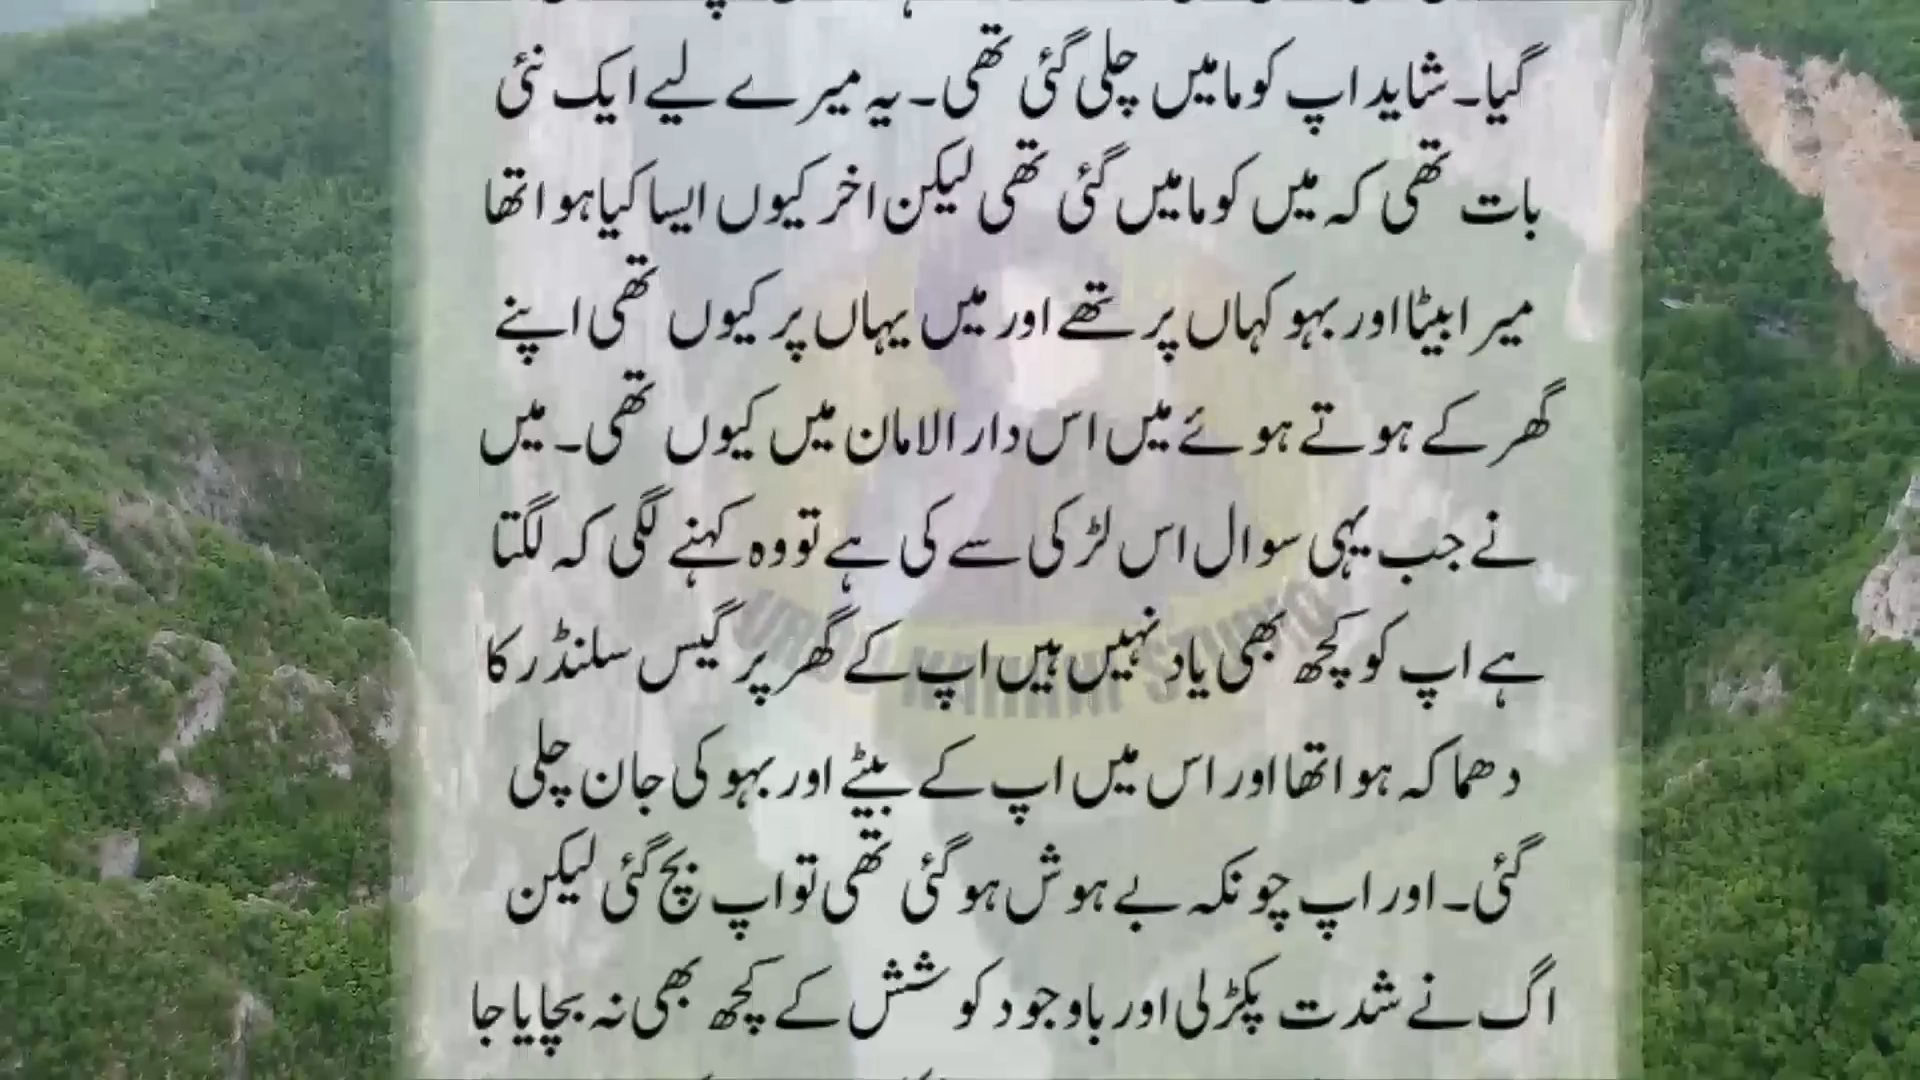 گیا۔ شاید اپ کوما میں چلی گئی تھی۔ یہ میرے لیے ایک نئی
بات تھی کہ میں کوما میں گئی تھی لیکن اخر کیوں ایسا کیا ہوا تھا
میرا بیٹا اور بہو کہاں پر تھے اور میں یہاں پر کیوں تھی اپنے
گھر کے ہوتے ہوئے میں اس دار الامان میں کیوں تھی۔ میں
نے جب یہی سوال اس لڑکی سے کی ہے تو وہ کہنے لگی کہ لگتا
ہے اپ کو کچھ بھی یاد نہیں ہیں اپ کے گھر پر گیس سلنڈر کا
دھماکہ ہوا تھا اور اس میں اپ کے بیٹے اور بہو کی جان چلی
گئی۔ اور اپ چونکہ بے ہوش ہو گئی تھی تو اپ بچ گئی لیکن
اگ نے شدت پکڑ لی اور باوجود کوشش کے کچھ بھی نہ بچایا جا
URDU KAHANI STUDIO